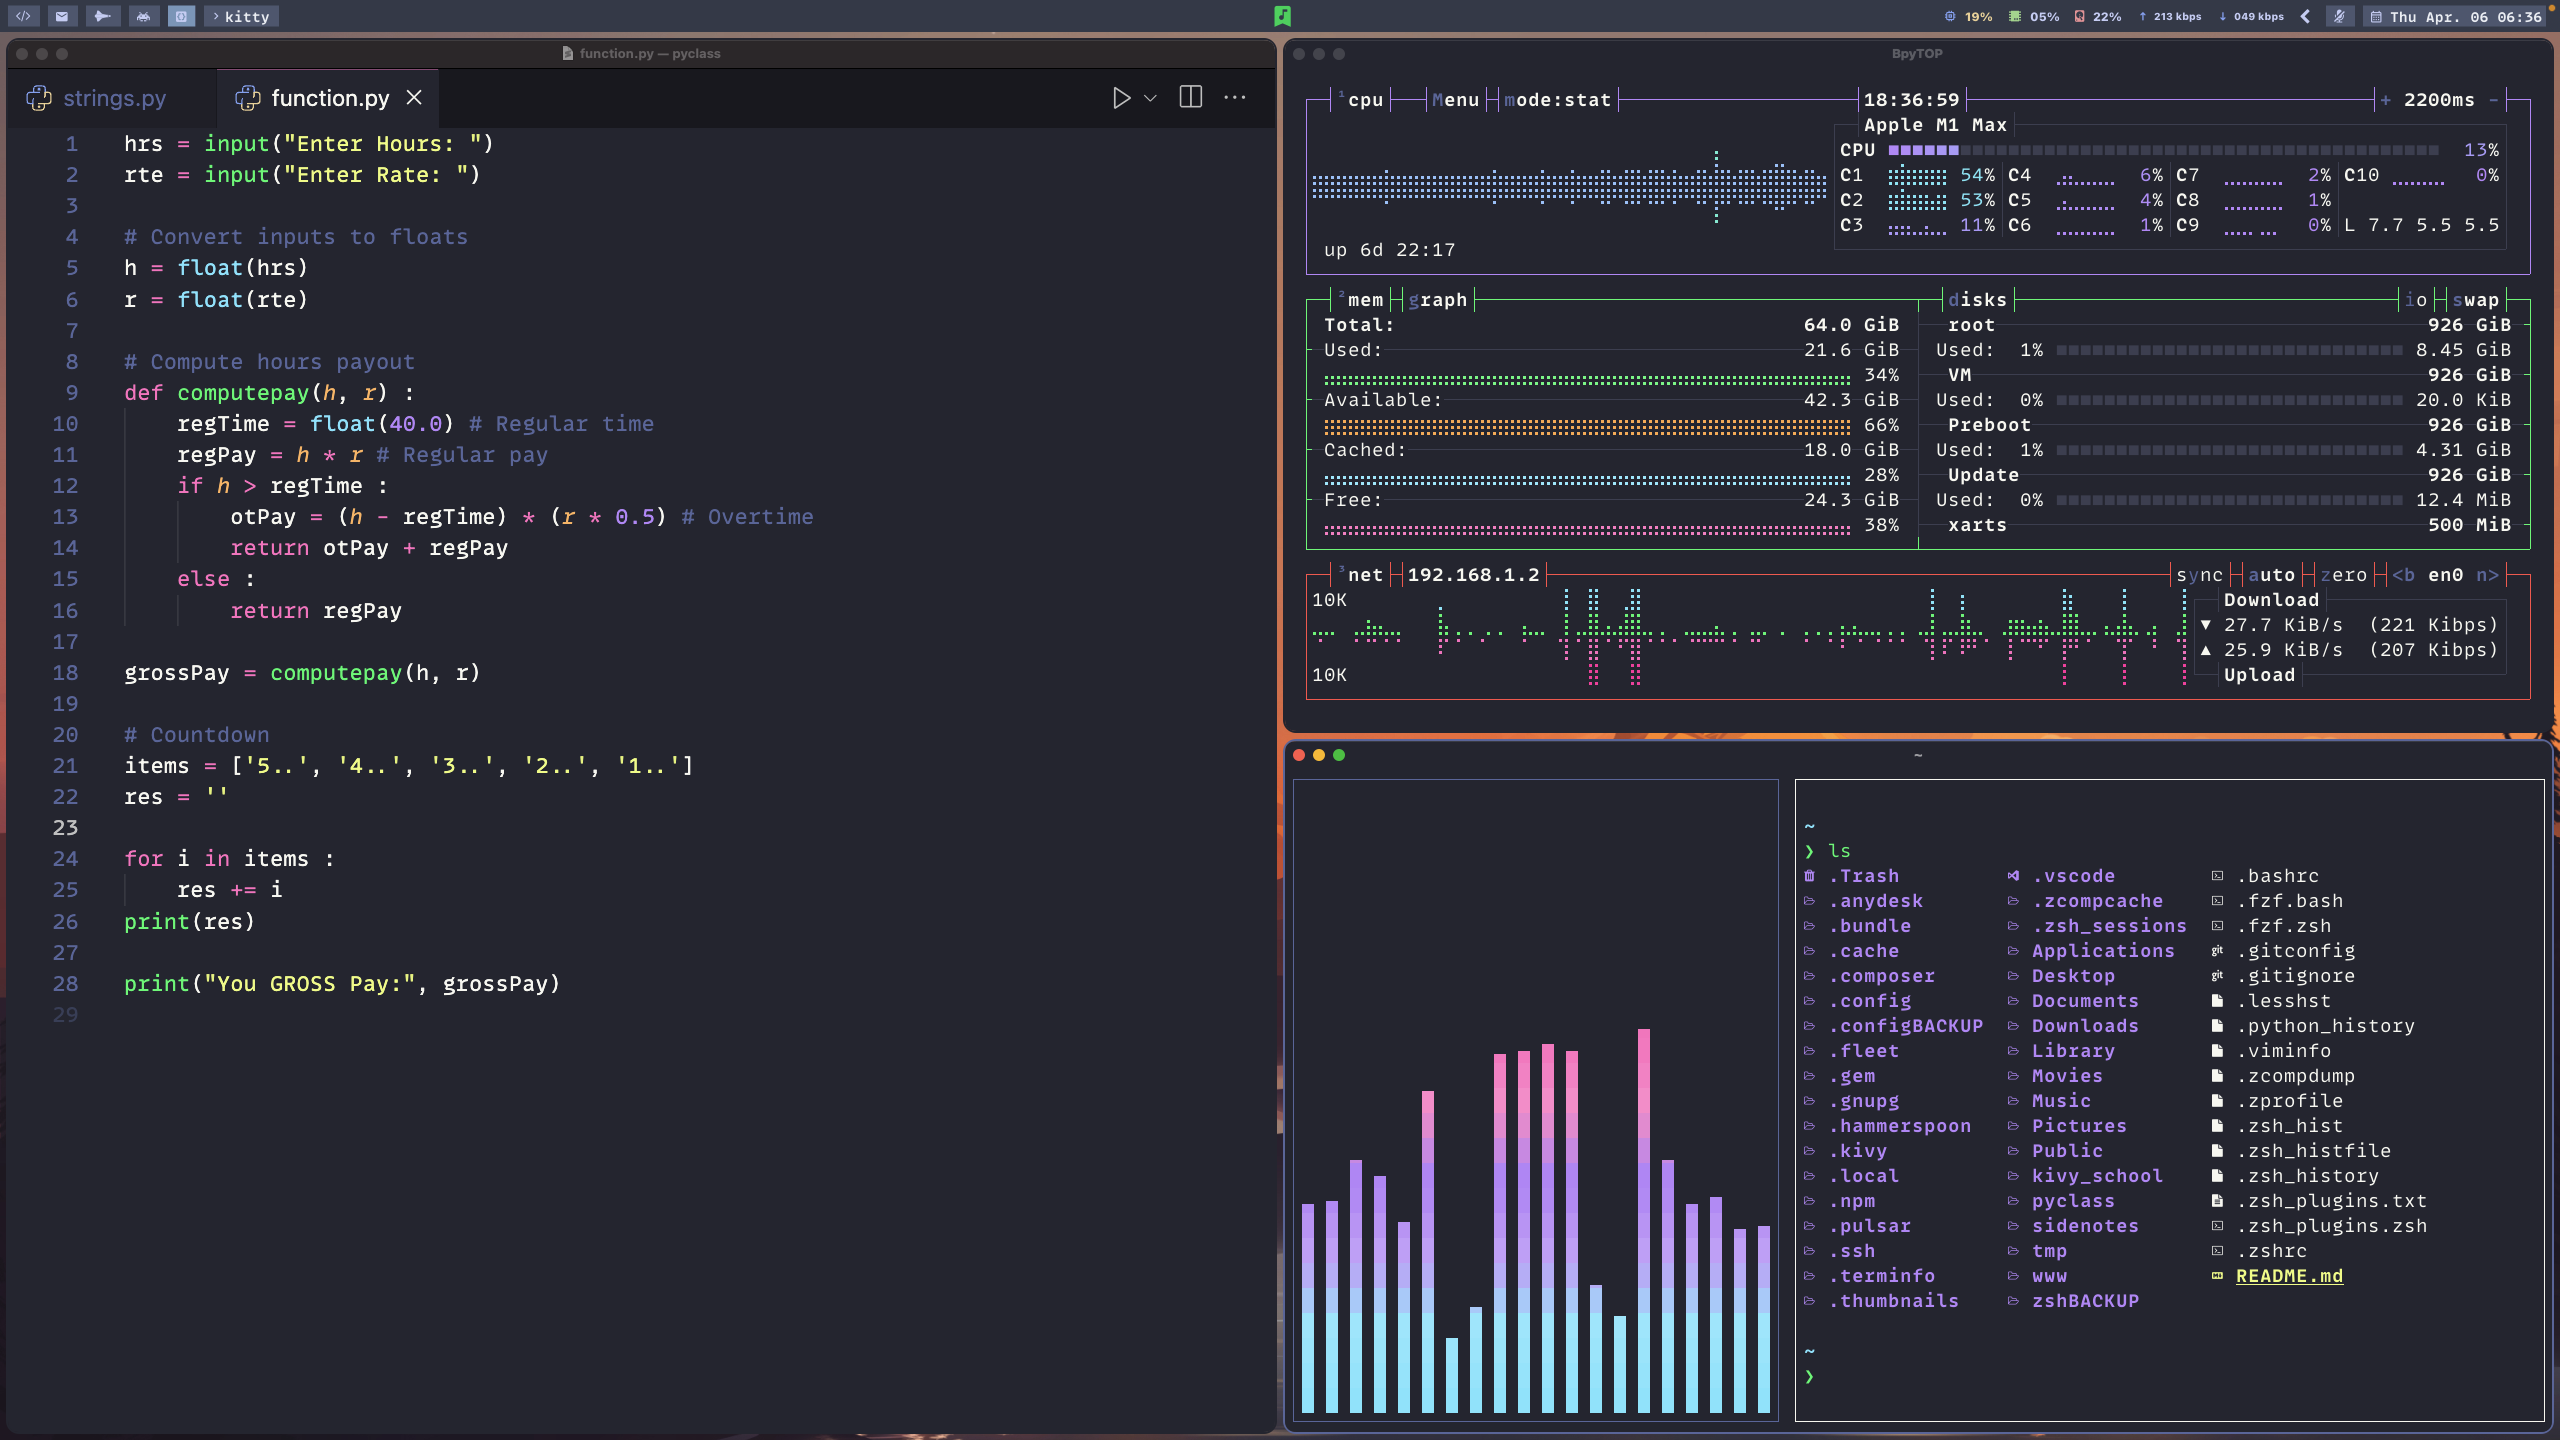 </> › kitty
19% 05% 22% ↑ 213 kbps ↓ 049 kbps Thu Apr. 06 06:36
function.py — pyclass
strings.py function.py
1 hrs = input("Enter Hours: ")
2 rte = input("Enter Rate: ")
3
4 # Convert inputs to floats
5 h = float(hrs)
6 r = float(rte)
7
8 # Compute hours payout
9 def computepay(h, r) :
10 regTime = float(40.0) # Regular time
11 regPay = h * r # Regular pay
12 if h > regTime :
13 otPay = (h - regTime) * (r * 0.5) # Overtime
14 return otPay + regPay
15 else :
16 return regPay
17
18 grossPay = computepay(h, r)
19
20 # Countdown
21 items = ['5..', '4..', '3..', '2..', '1..']
22 res = ''
23
24 for i in items :
25 res += i
26 print(res)
27
28 print("You GROSS Pay:", grossPay)
29
BpyTOP
¹cpu Menu mode:stat 18:36:59 + 2200ms -
Apple M1 Max
CPU 13%
C1 54% C4 6% C7 2% C10 0%
C2 53% C5 4% C8 1%
C3 11% C6 1% C9 0% L 7.7 5.5 5.5
up 6d 22:17
²mem graph disks io swap
Total: 64.0 GiB root 926 GiB
Used: 21.6 GiB Used: 1% 8.45 GiB
34% VM 926 GiB
Available: 42.3 GiB Used: 0% 20.0 KiB
66% Preboot 926 GiB
Cached: 18.0 GiB Used: 1% 4.31 GiB
28% Update 926 GiB
Free: 24.3 GiB Used: 0% 12.4 MiB
38% xarts 500 MiB
³net 192.168.1.2 sync auto zero <b en0 n>
10K Download
▼ 27.7 KiB/s (221 Kibps)
▲ 25.9 KiB/s (207 Kibps)
10K Upload
~
~
❯ ls
.Trash .vscode .bashrc
.anydesk .zcompcache .fzf.bash
.bundle .zsh_sessions .fzf.zsh
.cache Applications git .gitconfig
.composer Desktop git .gitignore
.config Documents .lesshst
.configBACKUP Downloads .python_history
.fleet Library .viminfo
.gem Movies .zcompdump
.gnupg Music .zprofile
.hammerspoon Pictures .zsh_hist
.kivy Public .zsh_histfile
.local kivy_school .zsh_history
.npm pyclass .zsh_plugins.txt
.pulsar sidenotes .zsh_plugins.zsh
.ssh tmp .zshrc
.terminfo www README.md
.thumbnails zshBACKUP
~
❯